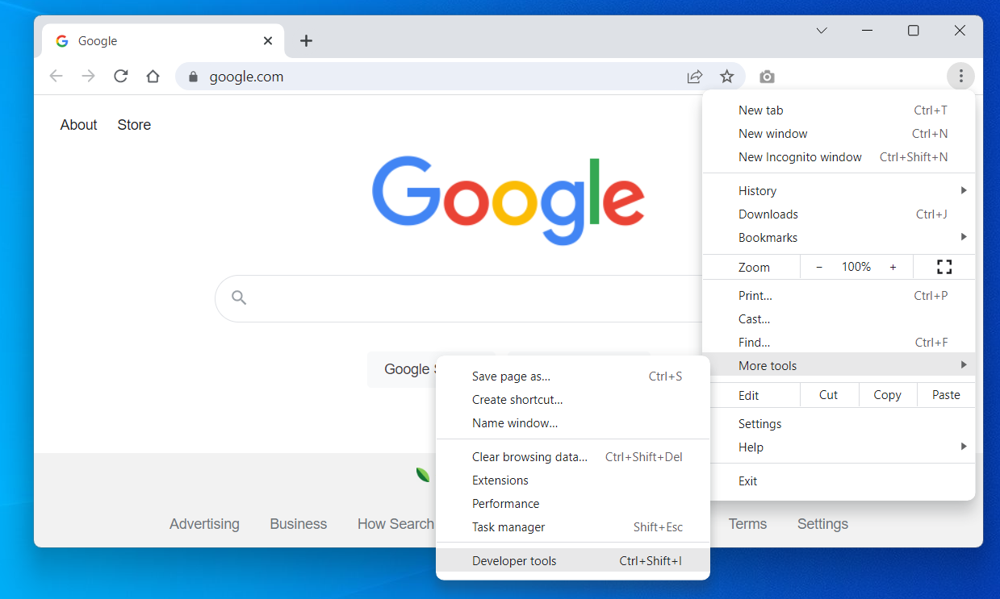 Google
google.com
About Store
Google
Google
Advertising Business How Search
Terms Settings
New tab Ctrl+T
New window Ctrl+N
New Incognito window Ctrl+Shift+N
History
Downloads Ctrl+J
Bookmarks
Zoom - 100% +
Print... Ctrl+P
Cast...
Find... Ctrl+F
More tools
Edit Cut Copy Paste
Settings
Help
Exit
Save page as... Ctrl+S
Create shortcut...
Name window...
Clear browsing data... Ctrl+Shift+Del
Extensions
Performance
Task manager Shift+Esc
Developer tools Ctrl+Shift+I